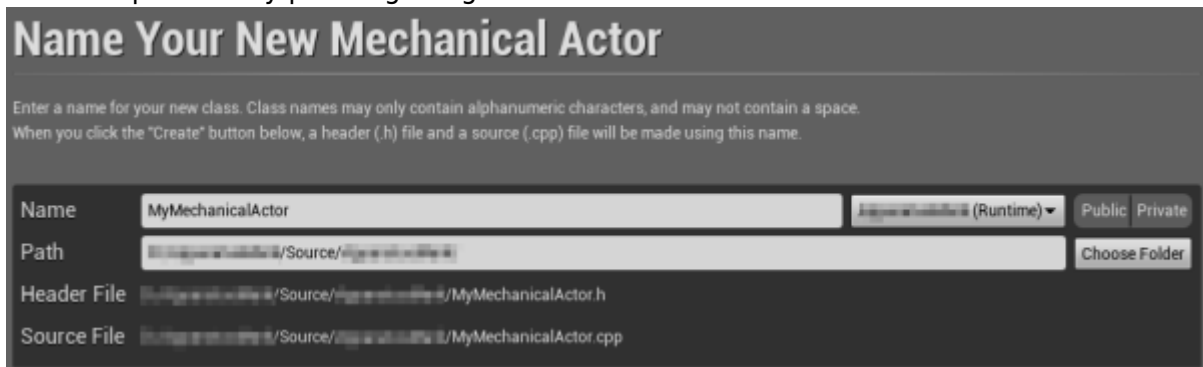 Name Your New Mechanical Actor
Enter a name for your new class. Class names may only contain alphanumeric characters, and may not contain a space.
When you click the "Create" button below, a header (.h) file and a source (.cpp) file will be made using this name.
Name MyMechanicalActor (Runtime) Public Private
Path /Source/ Choose Folder
Header File /Source/ /MyMechanicalActor.h
Source File /Source/ /MyMechanicalActor.cpp